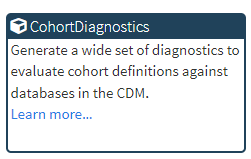 CohortDiagnostics
Generate a wide set of diagnostics to
evaluate cohort definitions against
databases in the CDM.
Learn more...